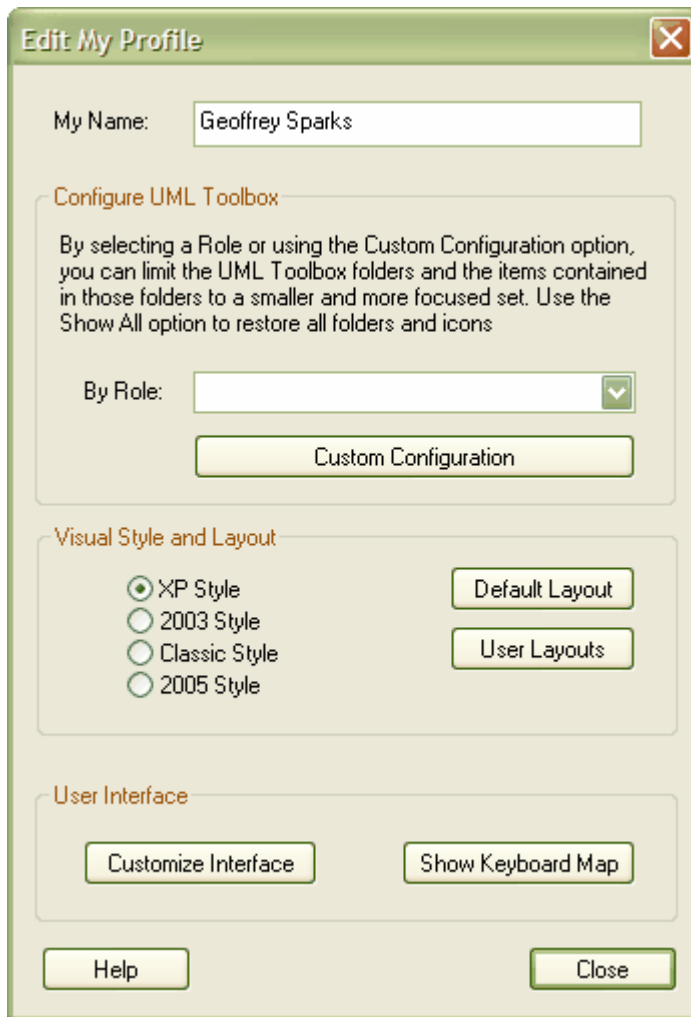 Edit My Profile
My Name:
Geoffrey Sparks
Configure UML Toolbox
By selecting a Role or using the Custom Configuration option,
you can limit the UML Toolbox folders and the items contained
in those folders to a smaller and more focused set. Use the
Show All option to restore all folders and icons
By Role:
Custom Configuration
Visual Style and Layout
XP Style
Default Layout
2003 Style
Classic Style
User Layouts
2005 Style
User Interface
Customize Interface
Show Keyboard Map
Help
Close